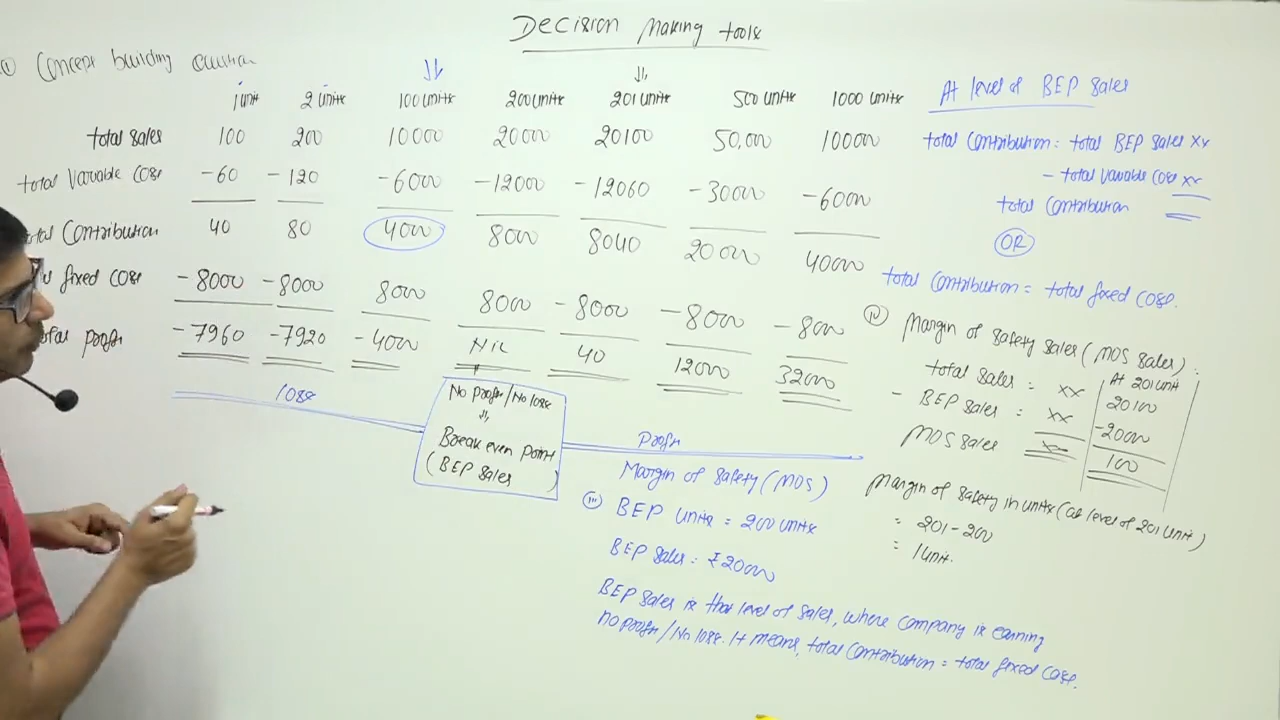 Decision Making tools
Concept building Question
1 unit 2 units 100 units 200 units 201 units 500 units 1000 units
total sales 100 200 10000 20000 20100 50,000 100000
total Variable Cost -60 -120 -6000 -12000 -12060 -30000 -60000
total Contribution 40 80 4000 8000 8040 20000 40000
fixed Cost -8000 -8000 8000 8000 -8000 -8000 -8000
total profit -7960 -7920 -4000 Nil 40 12000 32000
loss
No profit/No loss
Break even point
(BEP Sales)
Profit
Margin of Safety (MOS)
(iii) BEP units = 200 units
BEP Sales = ₹20000
BEP Sales is that level of Sales, where Company is earning
no profit/No loss. It means, total Contribution = total fixed Cost.
At level of BEP Sales
total Contribution = total BEP Sales xx
- total Variable Cost xx
total Contribution
OR
total Contribution = total fixed Cost.
(iv) Margin of Safety Sales (MOS Sales) :
At 201 unit
total Sales : xx 20100
- BEP Sales : xx -20000
MOS Sales xx 100
Margin of Safety in units (at level of 201 unit)
= 201-200
= 1 unit.